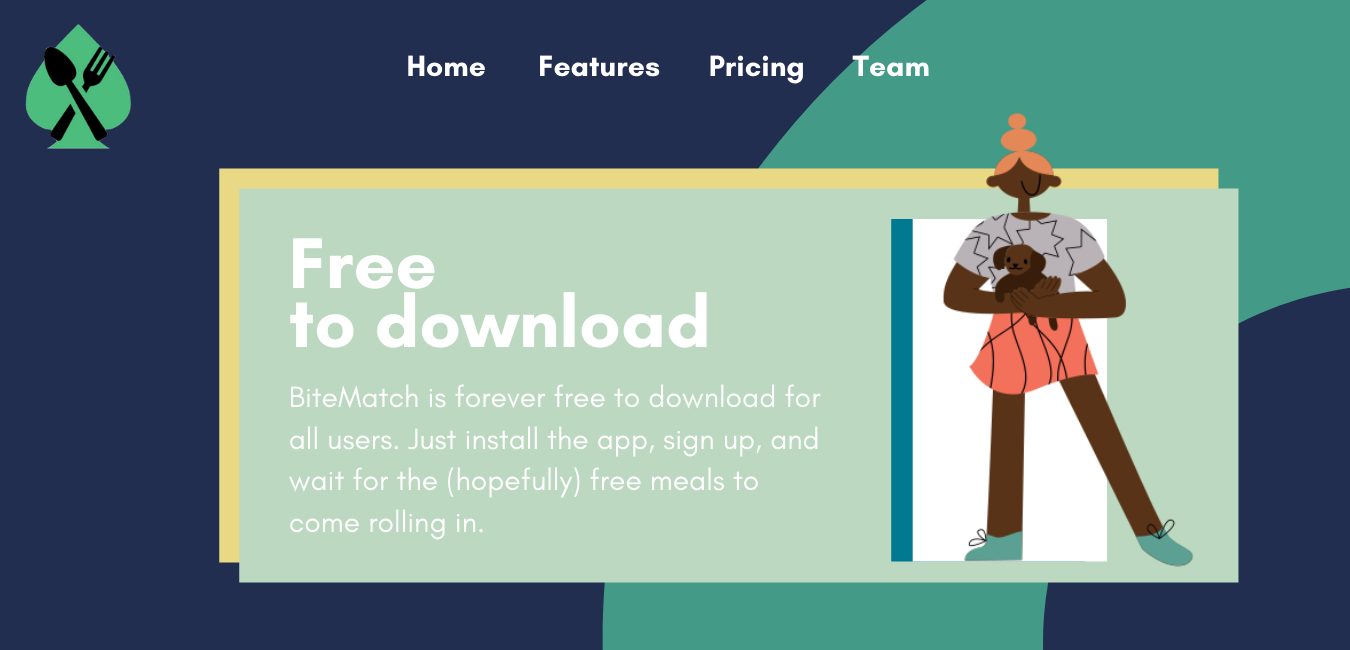 Home Features Pricing Team
Free
to download
BiteMatch is forever free to download for
all users. Just install the app, sign up, and
wait for the (hopefully) free meals to
come rolling in.